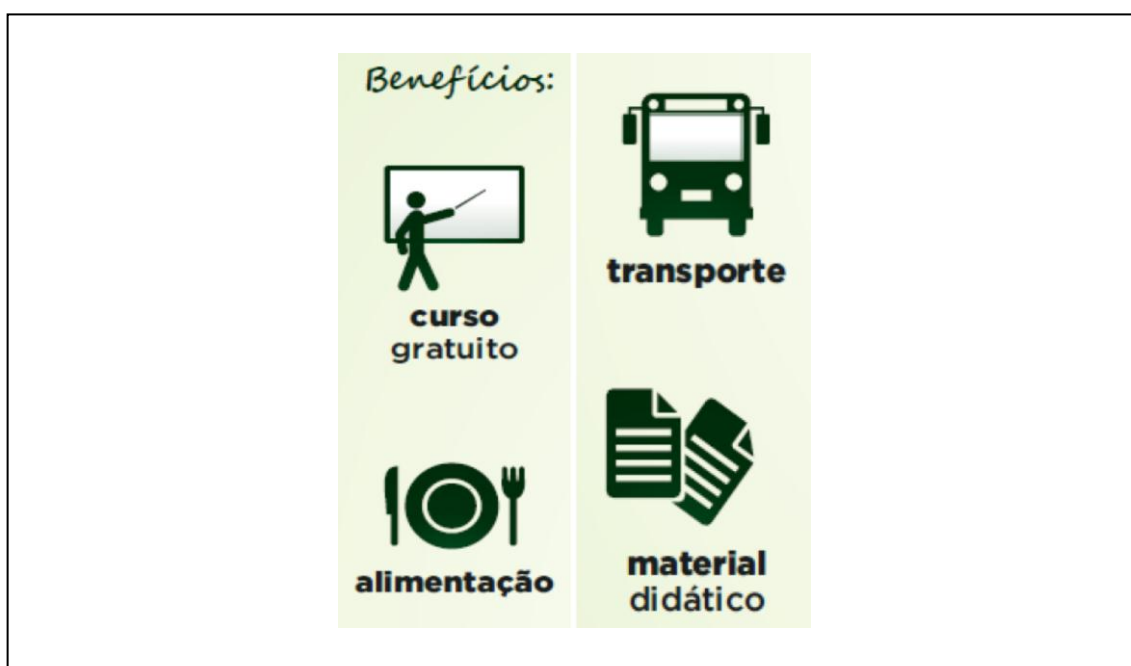 Benefícios:
curso
gratuito
alimentação
transporte
material
didático